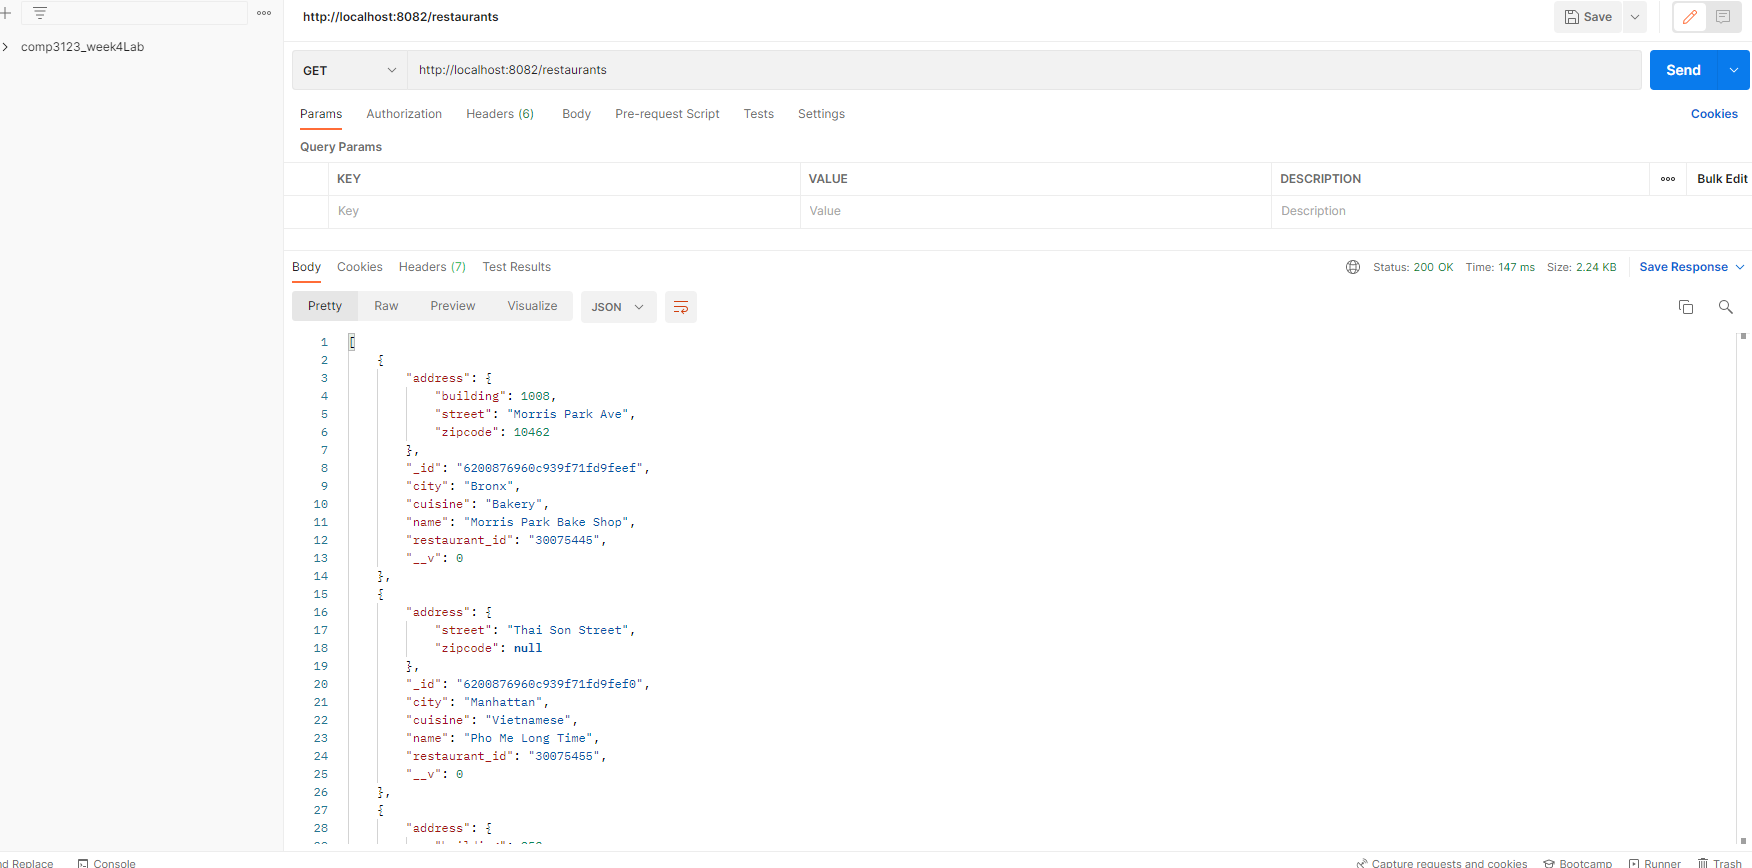 http://localhost:8082/restaurants
Save
comp3123_week4Lab
GET
http://localhost:8082/restaurants
Send
Params Authorization Headers (6) Body Pre-request Script Tests Settings Cookies
Query Params
KEY VALUE DESCRIPTION Bulk Edit
Key Value Description
Body Cookies Headers (7) Test Results Status: 200 OK Time: 147 ms Size: 2.24 KB Save Response
Pretty Raw Preview Visualize JSON
1 [
2 {
3 "address": {
4 "building": 1008,
5 "street": "Morris Park Ave",
6 "zipcode": 10462
7 },
8 "_id": "6200876960c939f71fd9feef",
9 "city": "Bronx",
10 "cuisine": "Bakery",
11 "name": "Morris Park Bake Shop",
12 "restaurant_id": "30075445",
13 "__v": 0
14 },
15 {
16 "address": {
17 "street": "Thai Son Street",
18 "zipcode": null
19 },
20 "_id": "6200876960c939f71fd9fef0",
21 "city": "Manhattan",
22 "cuisine": "Vietnamese",
23 "name": "Pho Me Long Time",
24 "restaurant_id": "30075455",
25 "__v": 0
26 },
27 {
28 "address": {
Replace Console Capture requests and cookies Bootcamp Runner Trash